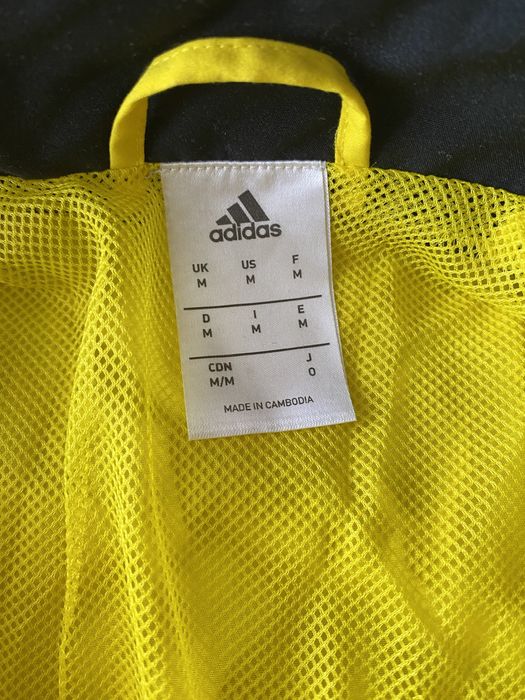 adidas
UK US F
M M M
D I E
M M M
CDN J
M/M O
MADE IN CAMBODIA